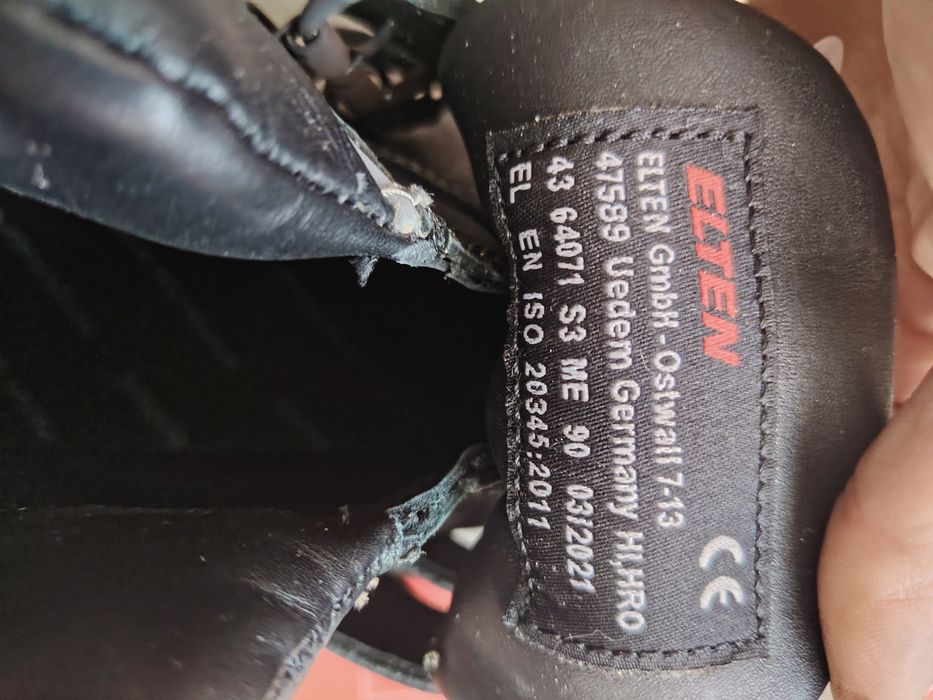 ELTEN
ELTEN GmbH - Ostwall 7-13
47589 Uedem Germany HI,HRO
43 64071 S3 ME 90 03/2021
EL EN ISO 20345:2011
CE